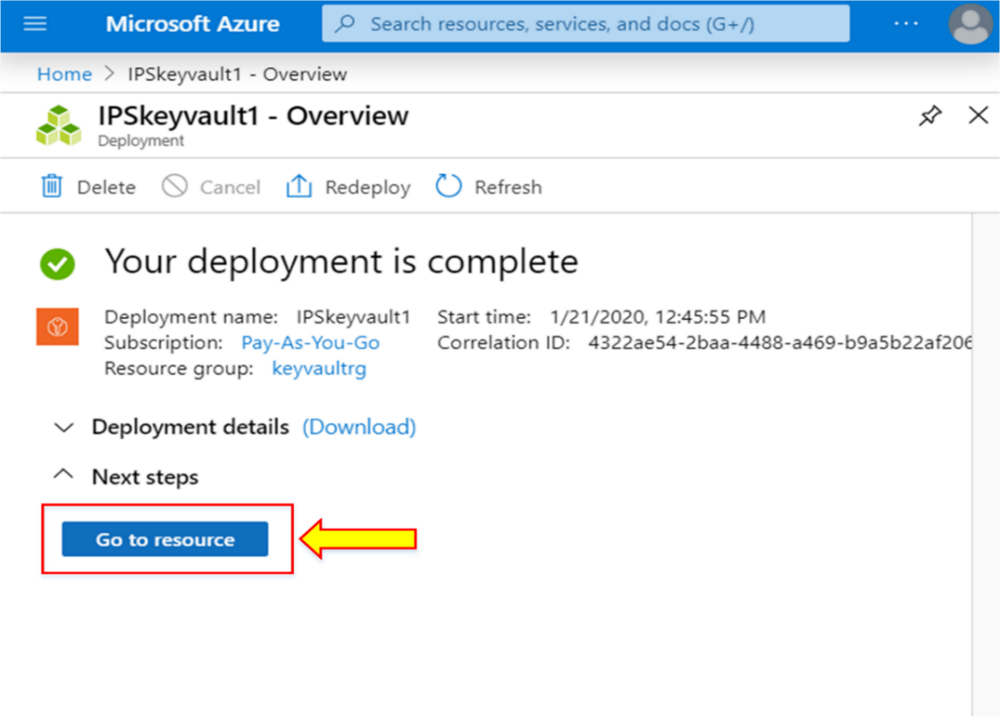 Microsoft Azure
Search resources, services, and docs (G+/)
Home > IPSkeyvault1 - Overview
IPSkeyvault1 - Overview
Deployment
Delete Cancel Redeploy Refresh
Your deployment is complete
Deployment name: IPSkeyvault1 Start time: 1/21/2020, 12:45:55 PM
Subscription: Pay-As-You-Go Correlation ID: 4322ae54-2baa-4488-a469-b9a5b22af206
Resource group: keyvaultrg
Deployment details (Download)
Next steps
Go to resource